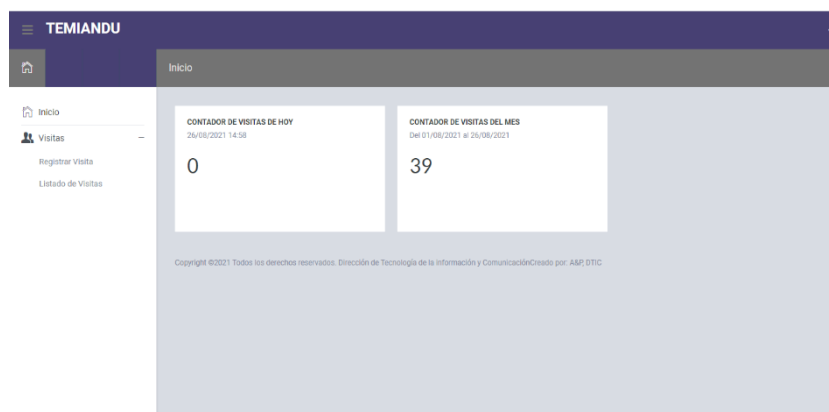 TEMIANDU
Inicio
Inicio
Visitas
Registrar Visita
Listado de Visitas
CONTADOR DE VISITAS DE HOY
26/08/2021 14:58
0
CONTADOR DE VISITAS DEL MES
Del 01/08/2021 al 26/08/2021
39
Copyright ©2021 Todos los derechos reservados. Dirección de Tecnología de la Información y ComunicaciónCreado por: A&P, DTIC